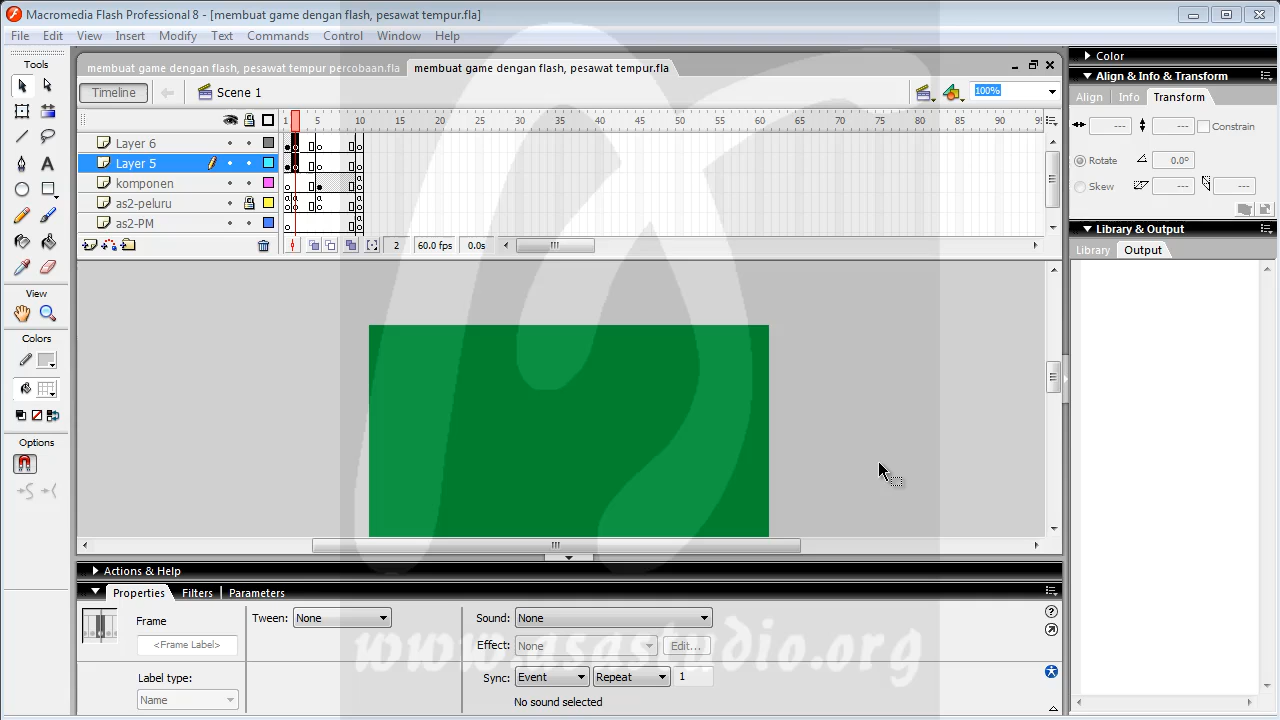 Macromedia Flash Professional 8 - [membuat game dengan flash, pesawat tempur.fla]
File Edit View Insert Modify Text Commands Control Window Help
Tools
membuat game dengan flash, pesawat tempur percobaan.fla
membuat game dengan flash, pesawat tempur.fla
Color
Timeline
Scene 1
100%
Align & Info & Transform
Align Info Transform
1 5 10 15 20 25 30 35 40 45 50 55 60 65 70 75 80 85 90 95
Constrain
Layer 6
Layer 5
Rotate 0.0°
komponen
Skew
as2-peluru
as2-PM
Library & Output
2 60.0 fps 0.0s
Library Output
View
Colors
Options
Actions & Help
Properties Filters Parameters
Frame
<Frame Label>
Label type:
Name
Tween: None
Sound: None
Effect: None Edit...
Sync: Event Repeat 1
No sound selected
www.asastudio.org